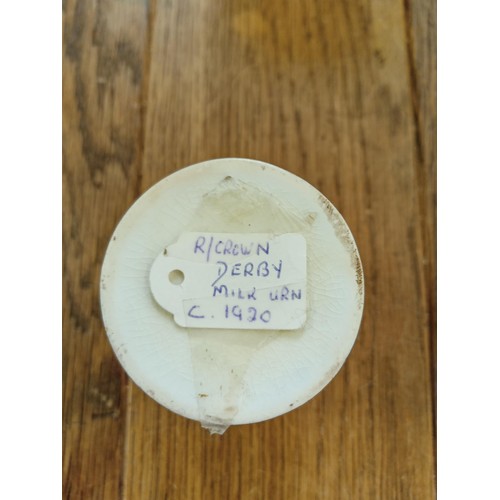 R/CROWN
DERBY
MILK URN
C. 1920